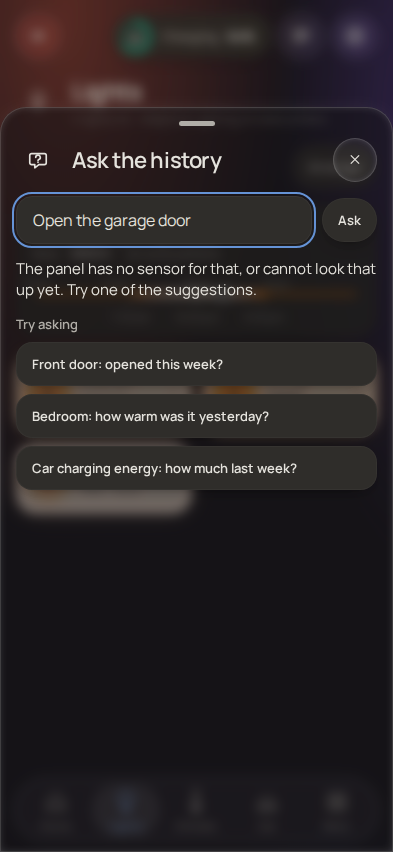 Lights
Ask the history
Open the garage door
Ask
The panel has no sensor for that, or cannot look that
up yet. Try one of the suggestions.
Try asking
Front door: opened this week?
Bedroom: how warm was it yesterday?
Car charging energy: how much last week?